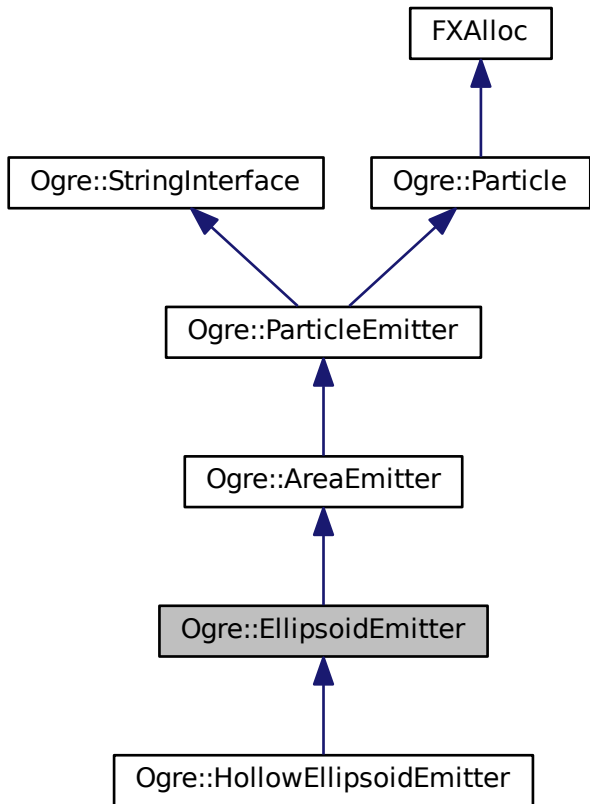 FXAlloc
Ogre::StringInterface
Ogre::Particle
Ogre::ParticleEmitter
Ogre::AreaEmitter
Ogre::EllipsoidEmitter
Ogre::HollowEllipsoidEmitter